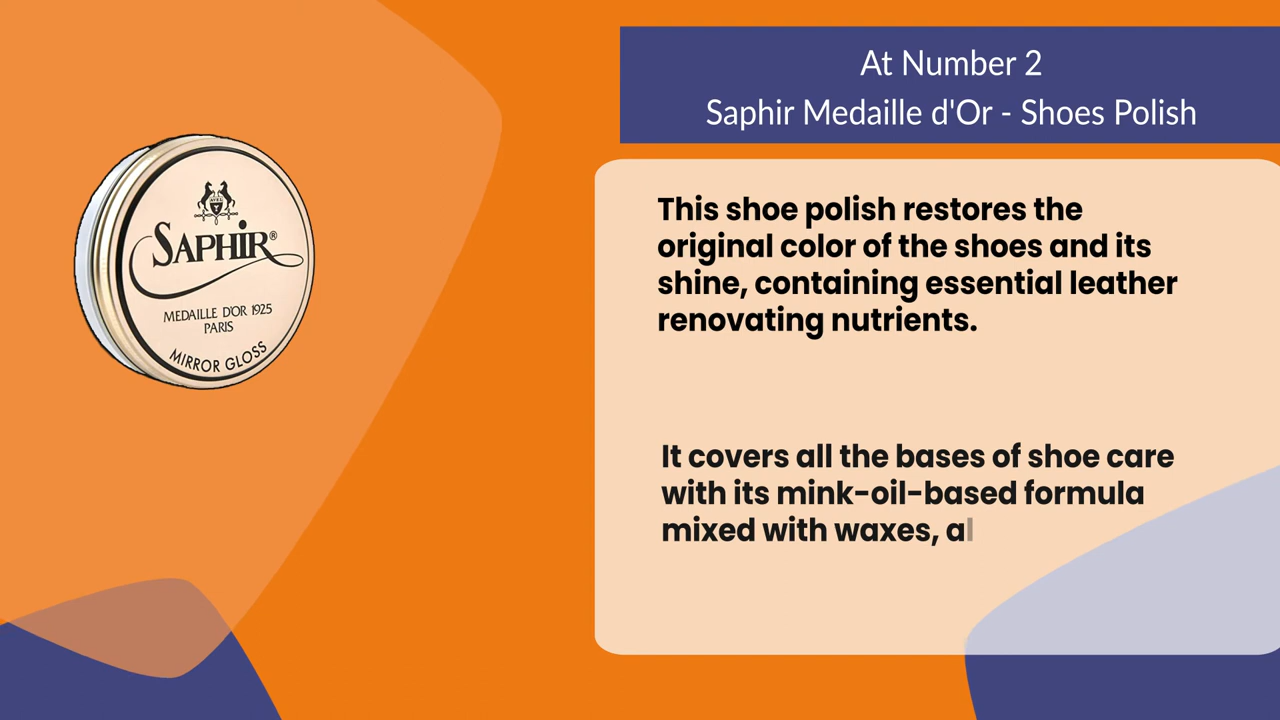 At Number 2
Saphir Medaille d'Or - Shoes Polish
SAPHIR®
MEDAILLE D'OR 1925
PARIS
MIRROR GLOSS
This shoe polish restores the
original color of the shoes and its
shine, containing essential leather
renovating nutrients.
It covers all the bases of shoe care
with its mink-oil-based formula
mixed with waxes, al